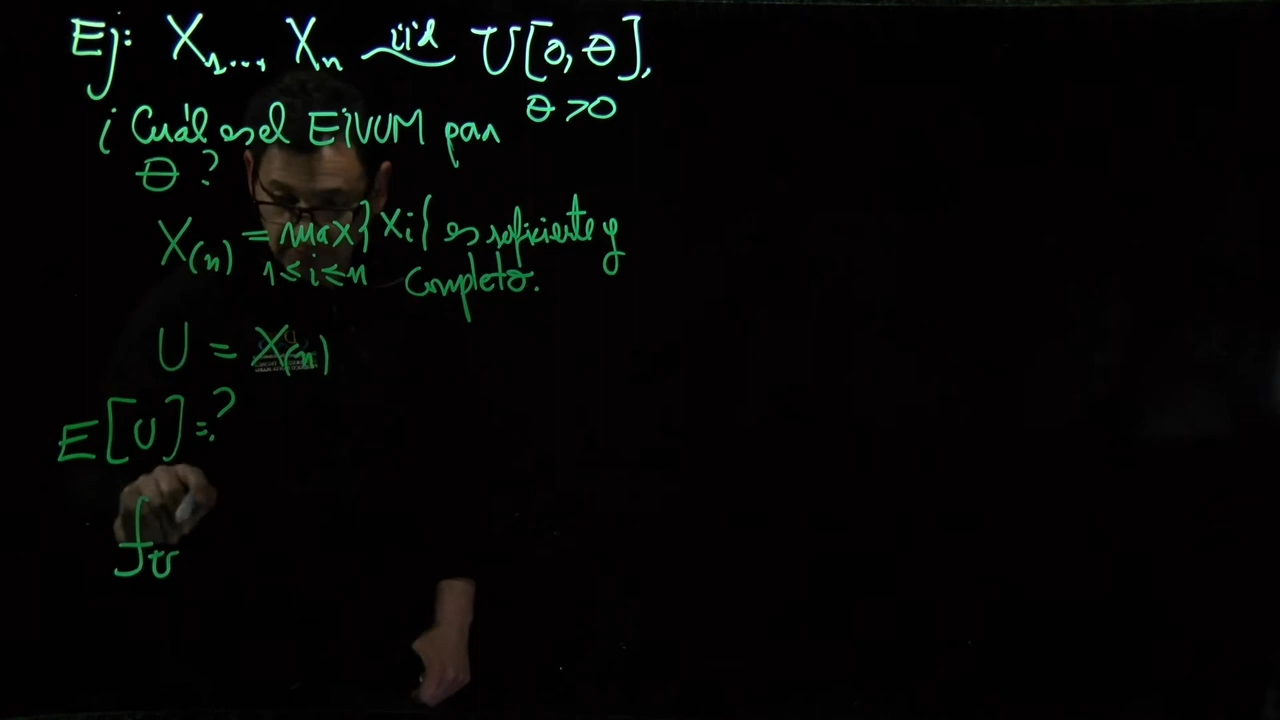 Ej: X₁... Xₙ iid U[0, θ],
θ > 0
¿ Cuál es el EIVUM para
θ ?
X₍ₙ₎ = max{Xi} es suficiente y
1≤i≤n completo.
U = X₍ₙ₎
E[U] = ?
f_U